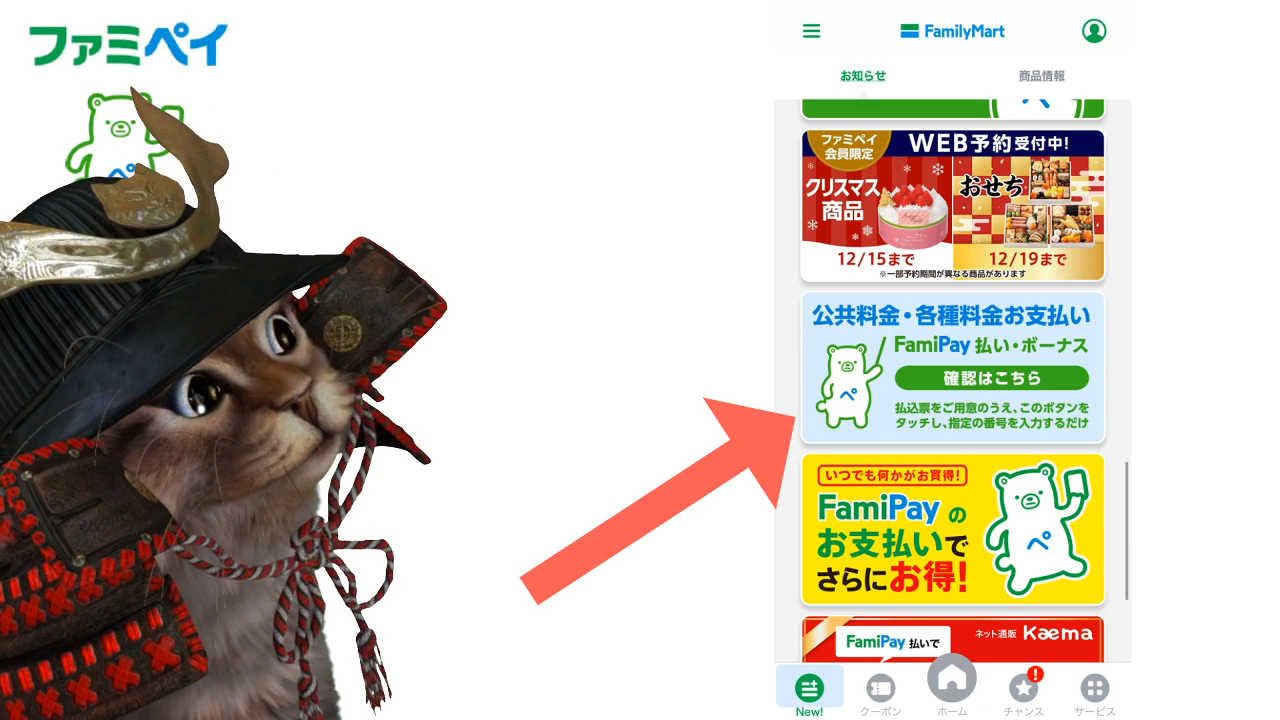 ファミペイ
ペ
FamilyMart
お知らせ
商品情報
ペ
ファミペイ
会員限定
WEB予約受付中!
クリスマス
商品
おせち
12/15まで
12/19まで
※一部予約期間が異なる商品があります
公共料金・各種料金お支払い
FamiPay 払い・ボーナス
ペ
確認はこちら
払込票をご用意のうえ、このボタンを
タッチし、指定の番号を入力するだけ
いつでも何かがお買得!
FamiPay の
お支払いで
さらにお得!
ペ
FamiPay 払いで
ネット通販 Kaema
New!
クーポン
ホーム
チャンス
サービス